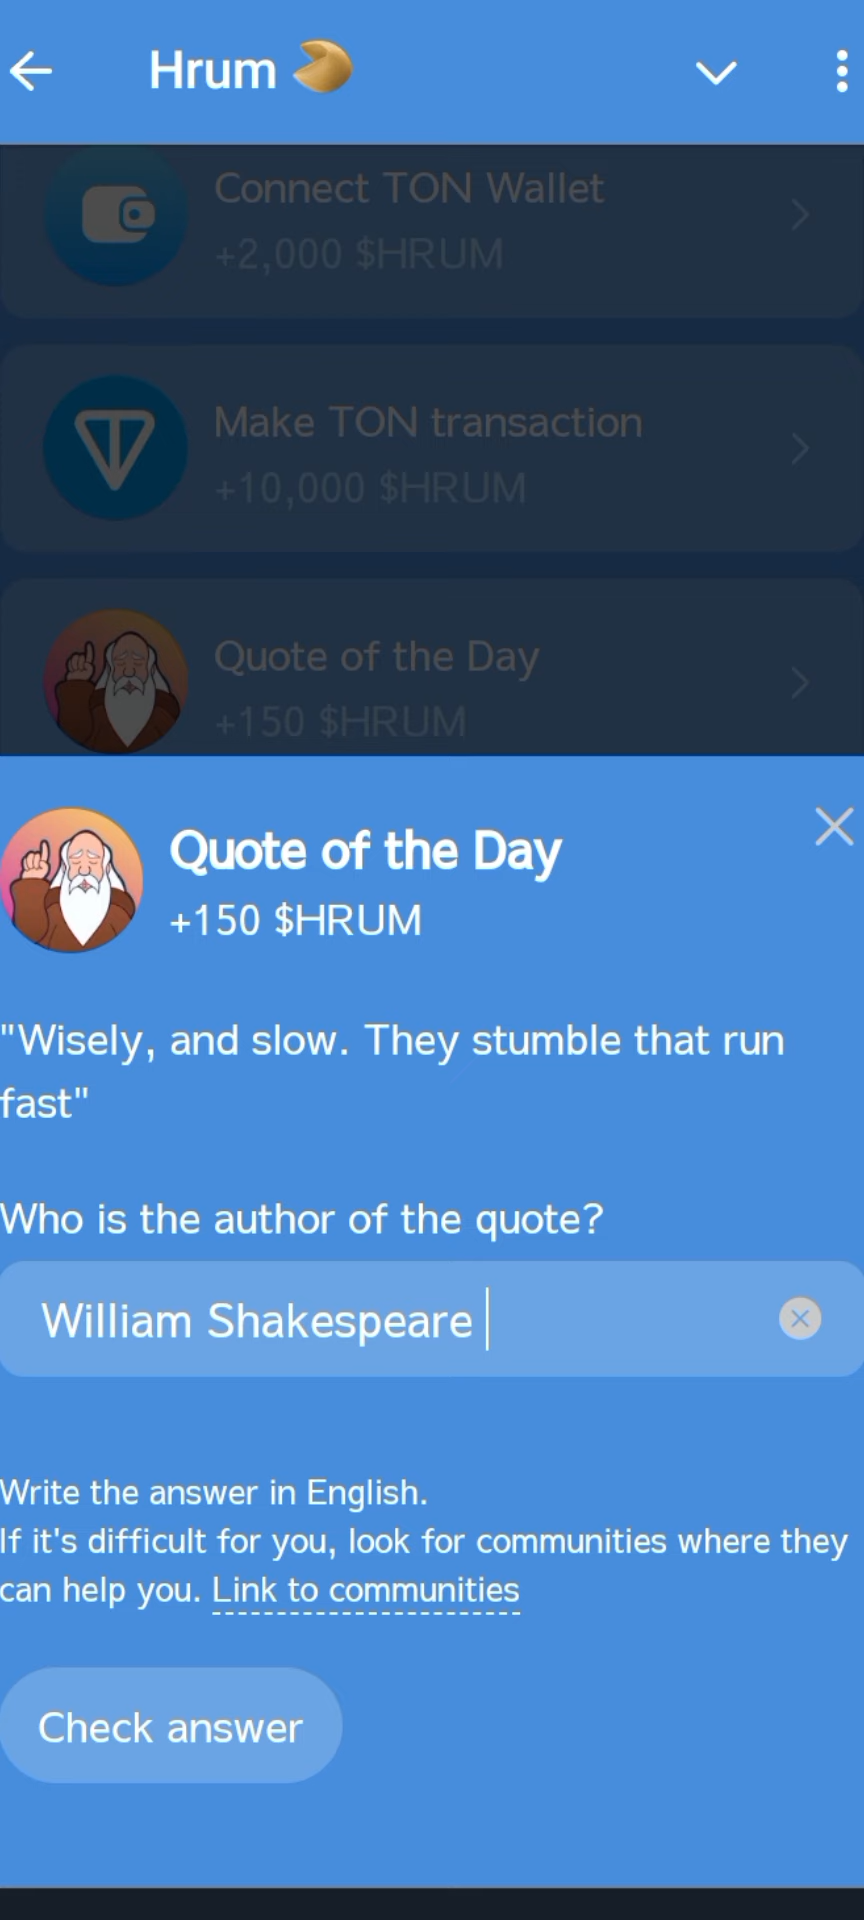 Hrum
Connect TON Wallet
+2,000 $HRUM
Make TON transaction
+10,000 $HRUM
Quote of the Day
+150 $HRUM
Quote of the Day
+150 $HRUM
"Wisely, and slow. They stumble that run
fast"
Who is the author of the quote?
William Shakespeare
Write the answer in English.
If it's difficult for you, look for communities where they
can help you. Link to communities
Check answer